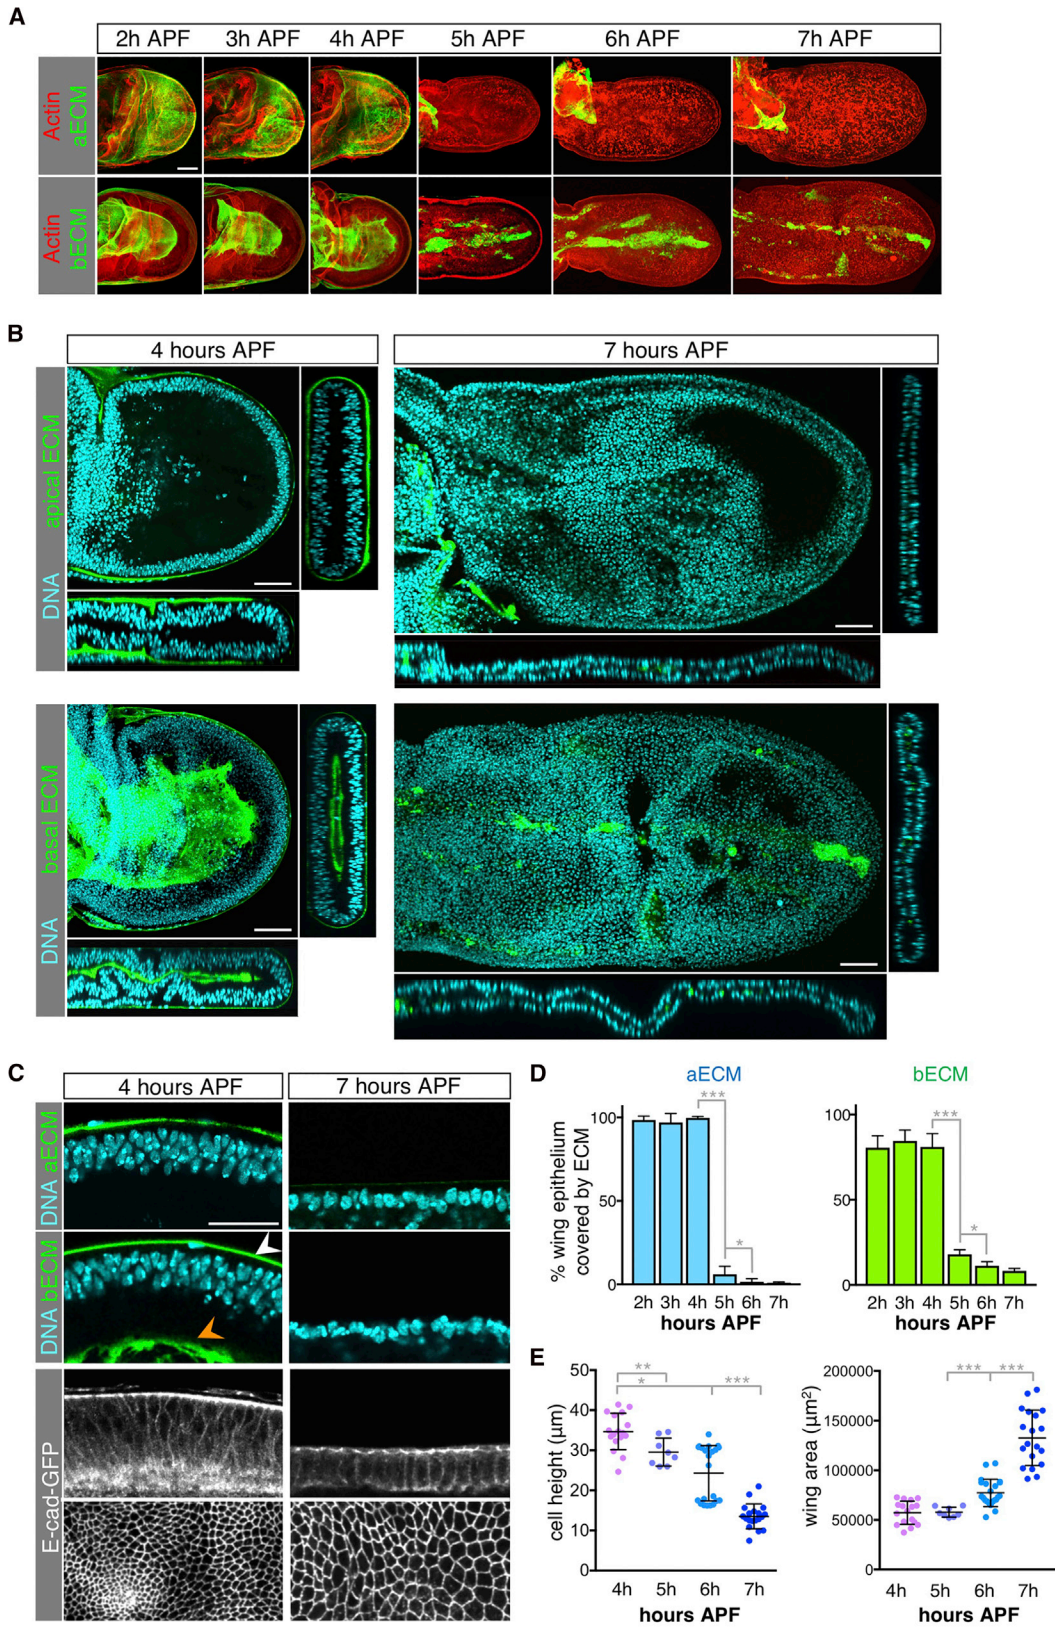 A
2h APF 3h APF 4h APF 5h APF 6h APF 7h APF
Actin
aECM
Actin
bECM
B
4 hours APF 7 hours APF
DNA apical ECM
DNA basal ECM
C
4 hours APF 7 hours APF
DNA aECM
DNA bECM
E-cad-GFP
D
aECM
% wing epithelium
covered by ECM
100
50
0
***
*
2h 3h 4h 5h 6h 7h
hours APF
bECM
100
50
0
***
*
2h 3h 4h 5h 6h 7h
hours APF
E
cell height (µm)
50
40
30
20
10
0
**
* ***
4h 5h 6h 7h
hours APF
wing area (µm²)
200000
150000
100000
50000
0
*** ***
4h 5h 6h 7h
hours APF